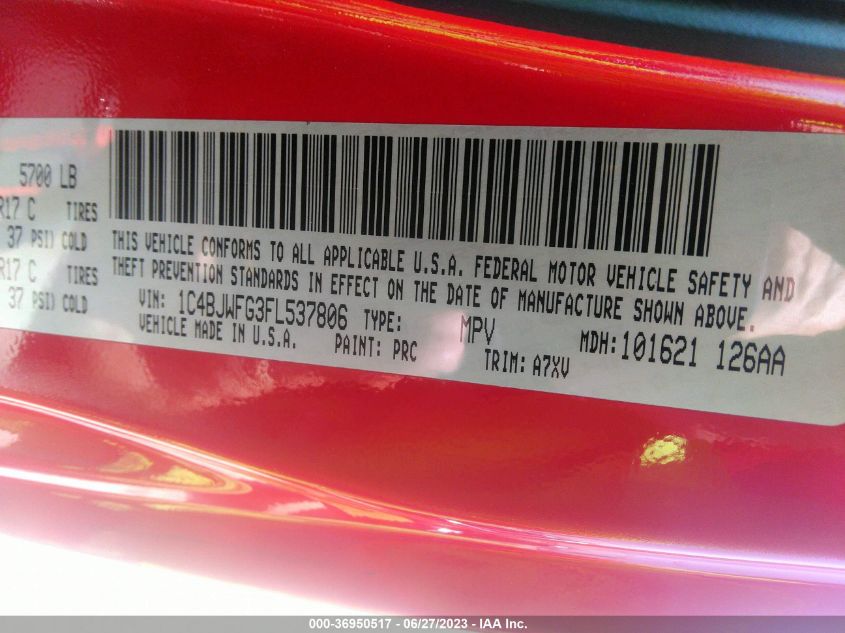 5700 LB
R17 C TIRES
37 PSI) COLD
R17 C TIRES
37 PSI) COLD
THIS VEHICLE CONFORMS TO ALL APPLICABLE U.S.A. FEDERAL MOTOR VEHICLE SAFETY AND
THEFT PREVENTION STANDARDS IN EFFECT ON THE DATE OF MANUFACTURE SHOWN ABOVE.
VIN: 1C4BJWFG3FL537806 TYPE: MPV MDH:101621 126AA
VEHICLE MADE IN U.S.A. PAINT: PRC TRIM: A7XV
000-36950517 - 06/27/2023 - IAA Inc.